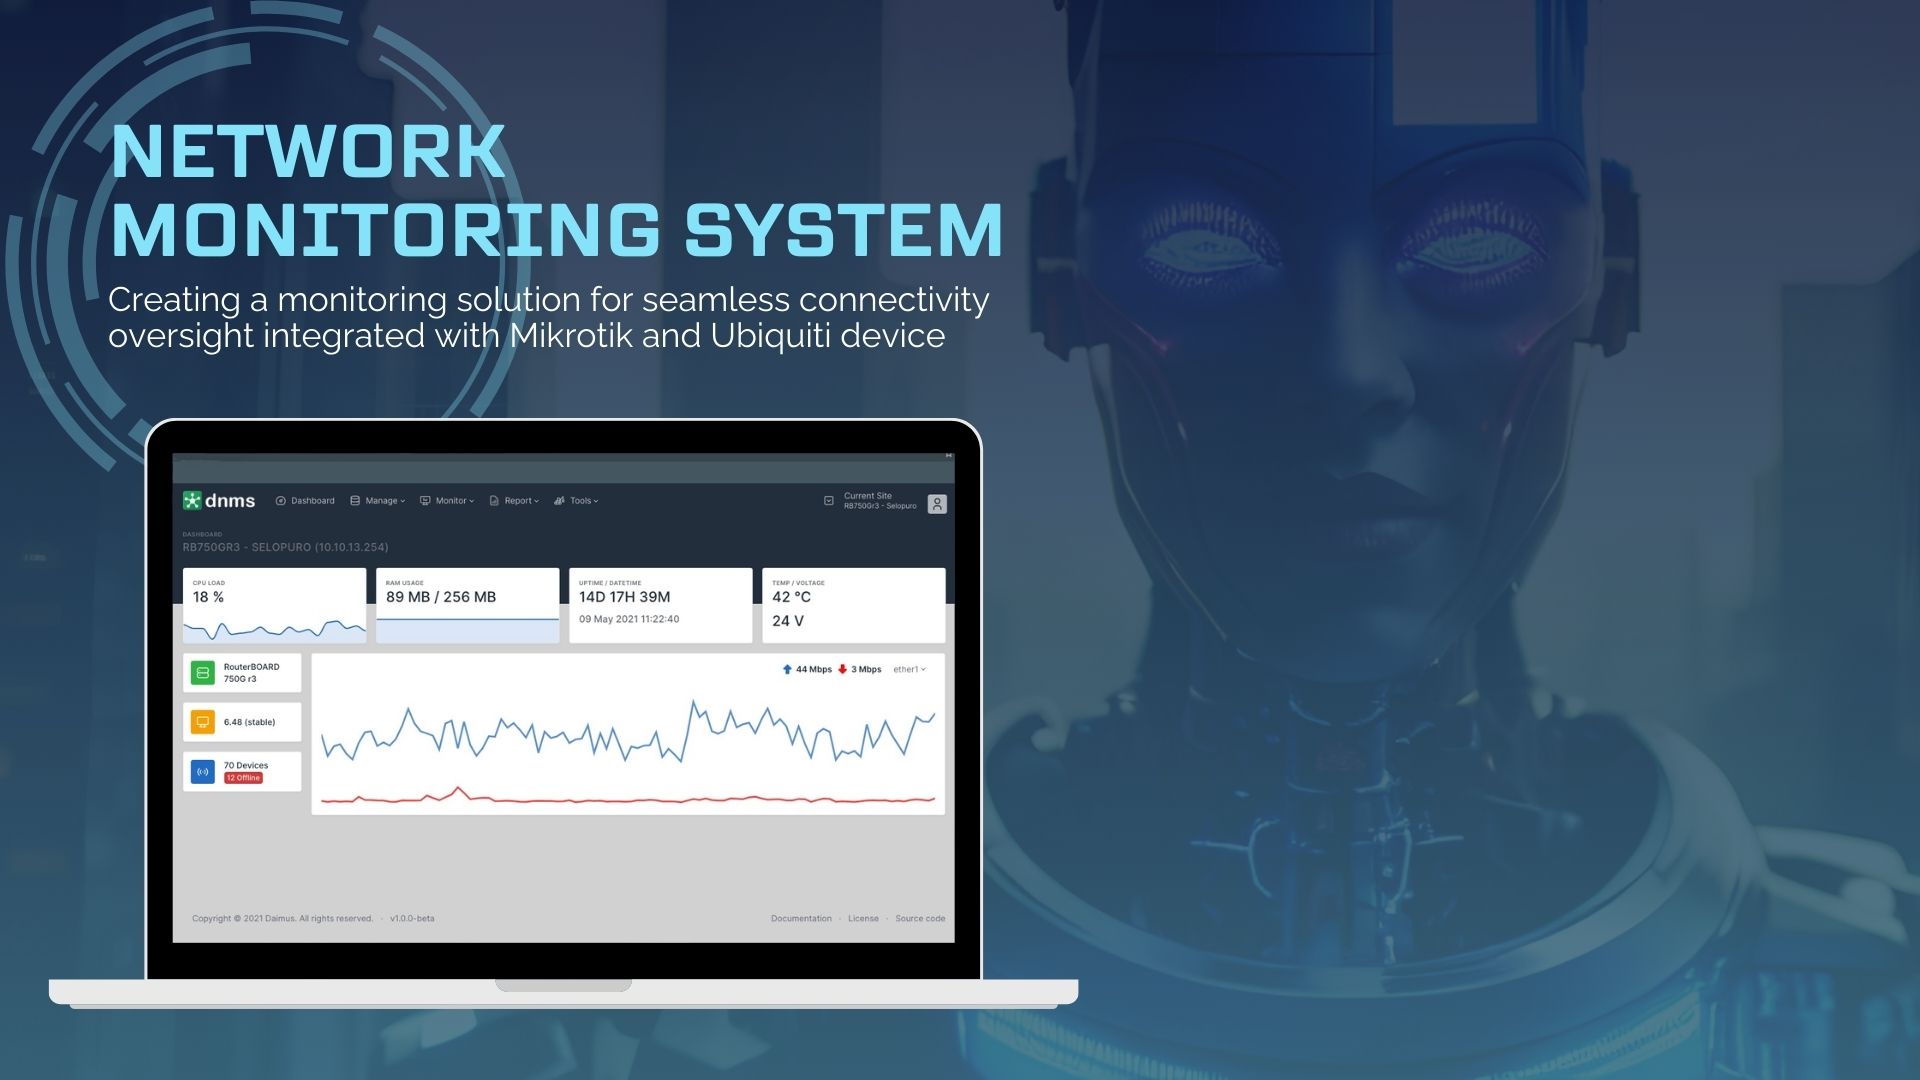 NETWORK
MONITORING SYSTEM
Creating a monitoring solution for seamless connectivity
oversight integrated with Mikrotik and Ubiquiti device
dnms
Dashboard
Manage
Monitor
Report
Tools
Current Site
RB750Gr3 - Selopuro
DASHBOARD
RB750GR3 - SELOPURO (10.10.13.254)
CPU LOAD
18 %
RAM USAGE
89 MB / 256 MB
UPTIME / DATETIME
14D 17H 39M
09 May 2021 11:22:40
TEMP / VOLTAGE
42 °C
24 V
RouterBOARD
750G r3
6.48 (stable)
70 Devices
12 Offline
44 Mbps 3 Mbps ether1
Copyright © 2021 Daimus. All rights reserved. · v1.0.0-beta
Documentation · License · Source code